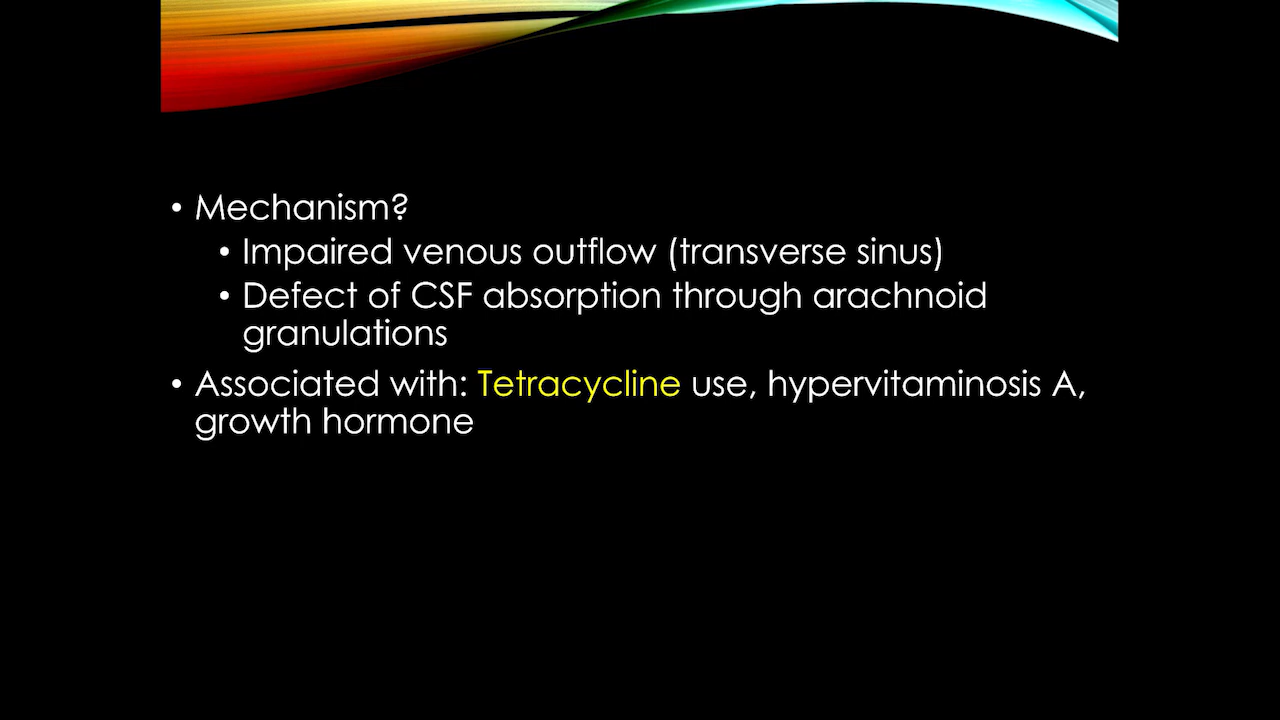 • Mechanism?
• Impaired venous outflow (transverse sinus)
• Defect of CSF absorption through arachnoid
granulations
• Associated with: Tetracycline use, hypervitaminosis A,
growth hormone